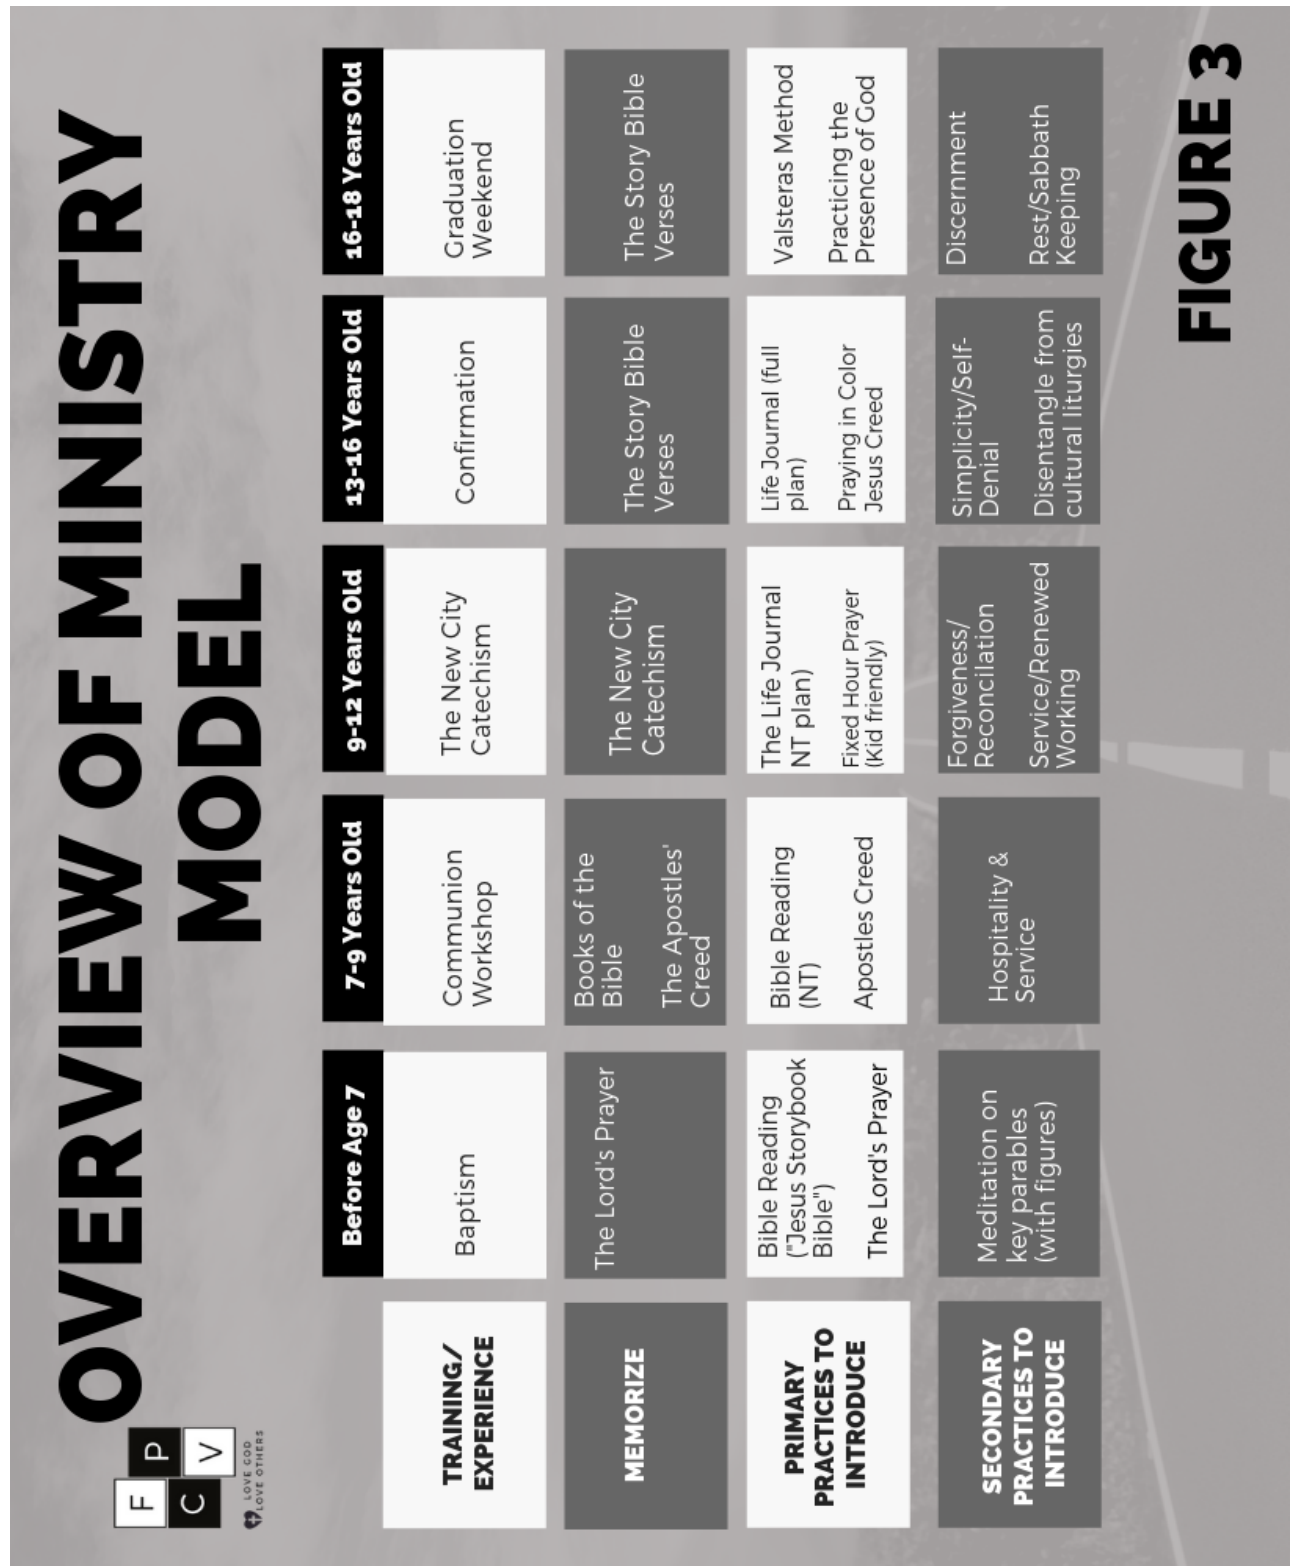 OVERVIEW OF MINISTRY
MODEL
F P
C V
LOVE GOD
LOVE OTHERS
Before Age 7
7-9 Years Old
9-12 Years Old
13-16 Years Old
16-18 Years Old
TRAINING/
EXPERIENCE
Baptism
Communion
Workshop
The New City
Catechism
Confirmation
Graduation
Weekend
MEMORIZE
The Lord's Prayer
Books of the
Bible
The Apostles'
Creed
The New City
Catechism
The Story Bible
Verses
The Story Bible
Verses
PRIMARY
PRACTICES TO
INTRODUCE
Bible Reading
("Jesus Storybook
Bible")
The Lord's Prayer
Bible Reading
(NT)
Apostles Creed
The Life Journal
NT plan)
Fixed Hour Prayer
(Kid friendly)
Life Journal (full
plan)
Praying in Color
Jesus Creed
Valsteras Method
Practicing the
Presence of God
SECONDARY
PRACTICES TO
INTRODUCE
Meditation on
key parables
(with figures)
Hospitality &
Service
Forgiveness/
Reconcilation
Service/Renewed
Working
Simplicity/Self-
Denial
Disentangle from
cultural liturgies
Discernment
Rest/Sabbath
Keeping
FIGURE 3